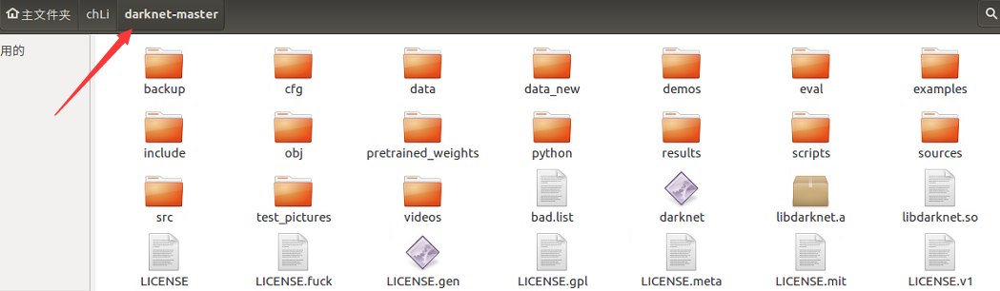 主文件夹 chLi darknet-master
用的
backup cfg data data_new demos eval examples
include obj pretrained_weights python results scripts sources
src test_pictures videos bad.list darknet libdarknet.a libdarknet.so
LICENSE LICENSE.fuck LICENSE.gen LICENSE.gpl LICENSE.meta LICENSE.mit LICENSE.v1